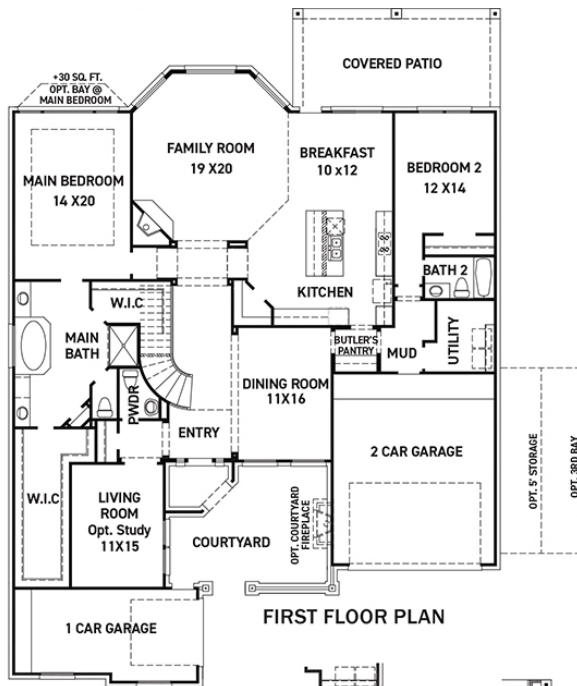 COVERED PATIO
+30 SQ. FT.
OPT. BAY @
MAIN BEDROOM
FAMILY ROOM
19 X20
BREAKFAST
10 x12
BEDROOM 2
12 X14
MAIN BEDROOM
14 X20
KITCHEN
BATH 2
W.I.C
MAIN
BATH
BUTLER'S
PANTRY
MUD
UTILITY
PWDR
DINING ROOM
11X16
ENTRY
2 CAR GARAGE
OPT. 5' STORAGE
OPT. 3RD BAY
W.I.C
LIVING
ROOM
Opt. Study
11X15
COURTYARD
OPT. COURTYARD
FIREPLACE
FIRST FLOOR PLAN
1 CAR GARAGE